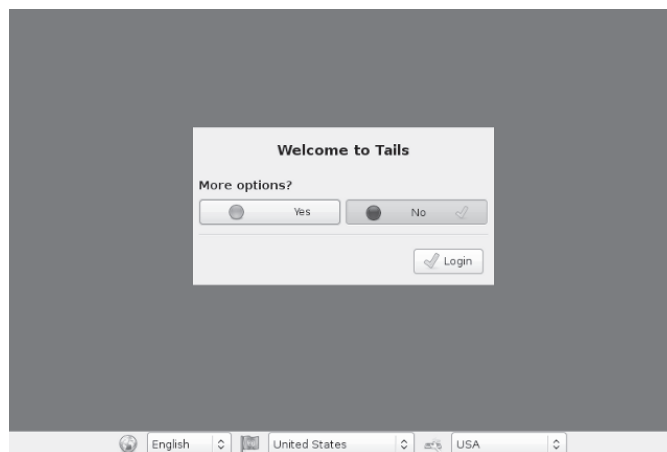 Welcome to Tails
More options?
Yes
No
Login
English
United States
USA